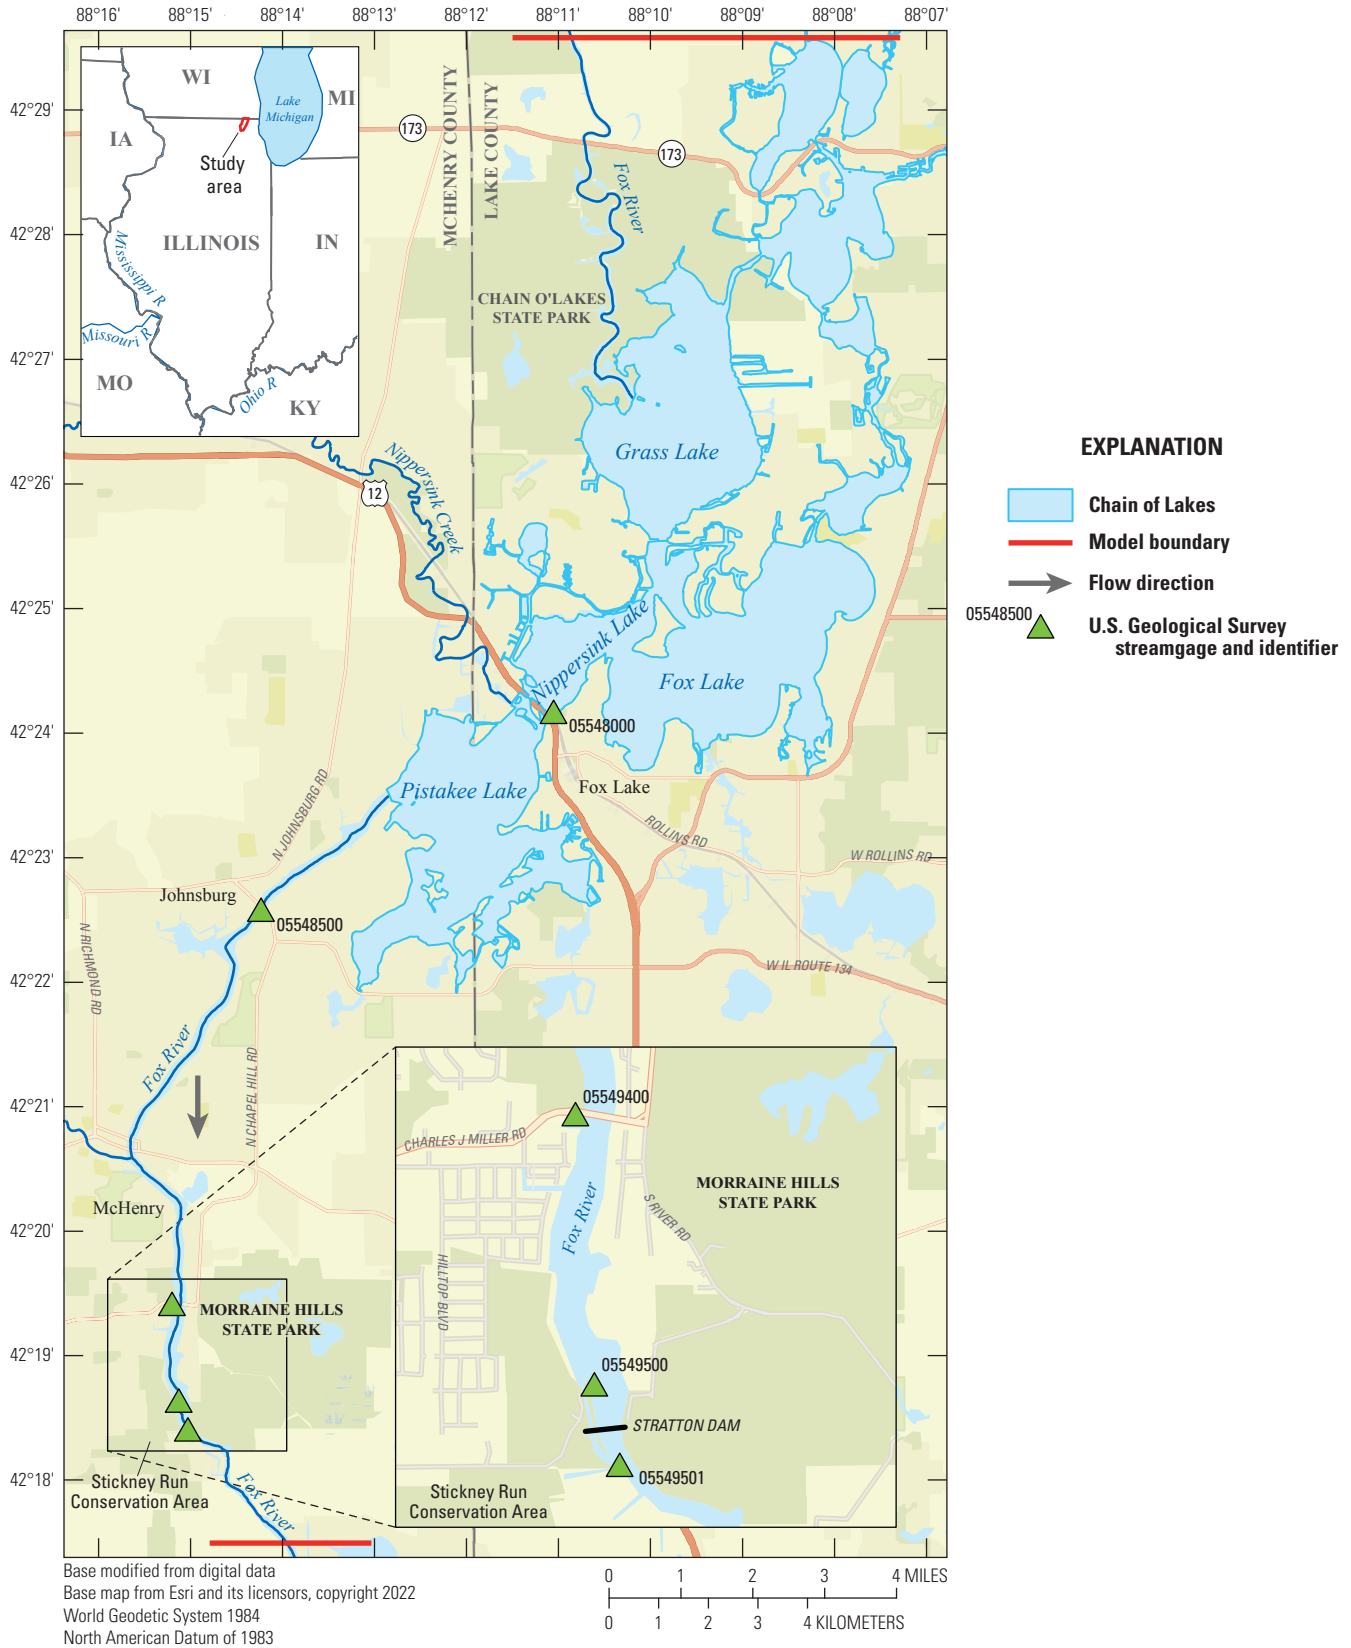 88°16' 88°15' 88°14' 88°13' 88°12' 88°11' 88°10' 88°09' 88°08' 88°07'
42°29'
42°28'
42°27'
42°26'
42°25'
42°24'
42°23'
42°22'
42°21'
42°20'
42°19'
42°18'
WI
Lake
Michigan
MI
IA
Study
area
ILLINOIS
IN
Mississippi R
Missouri R
MO
Ohio R
KY
173
MCHENRY COUNTY
LAKE COUNTY
173
Fox River
CHAIN O'LAKES
STATE PARK
Grass Lake
Nippersink Creek
12
Nippersink Lake
Fox Lake
05548000
Pistakee Lake
Fox Lake
N JOHNSBURG RD
ROLLINS RD
W ROLLINS RD
Johnsburg
05548500
N RICHMOND RD
W IL ROUTE 134
Fox River
N CHAPEL HILL RD
McHenry
MORRAINE HILLS
STATE PARK
Stickney Run
Conservation Area
Fox River
05549400
CHARLES J MILLER RD
MORRAINE HILLS
STATE PARK
S RIVER RD
Fox River
HILLTOP BLVD
05549500
STRATTON DAM
05549501
Stickney Run
Conservation Area
EXPLANATION
Chain of Lakes
Model boundary
Flow direction
05548500
U.S. Geological Survey
streamgage and identifier
Base modified from digital data
Base map from Esri and its licensors, copyright 2022
World Geodetic System 1984
North American Datum of 1983
0 1 2 3 4 MILES
0 1 2 3 4 KILOMETERS